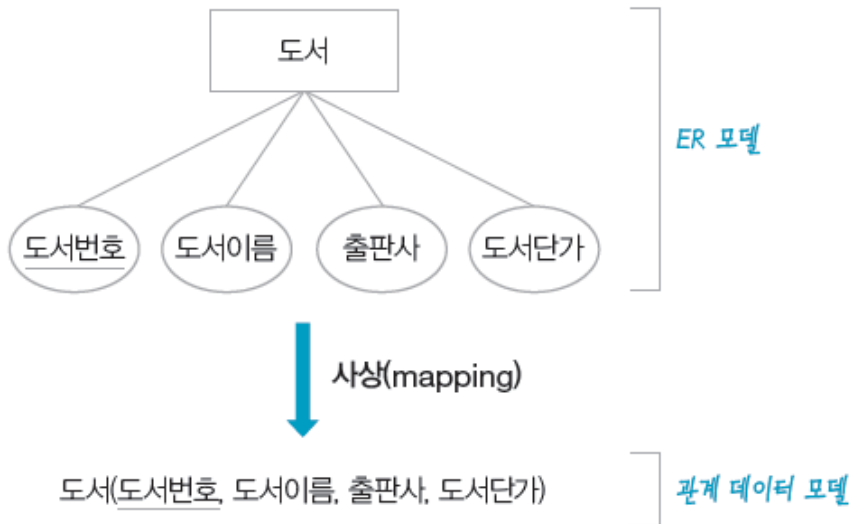 도서
ER 모델
도서번호 도서이름 출판사 도서단가
사상(mapping)
도서(도서번호, 도서이름, 출판사, 도서단가)
관계 데이터 모델